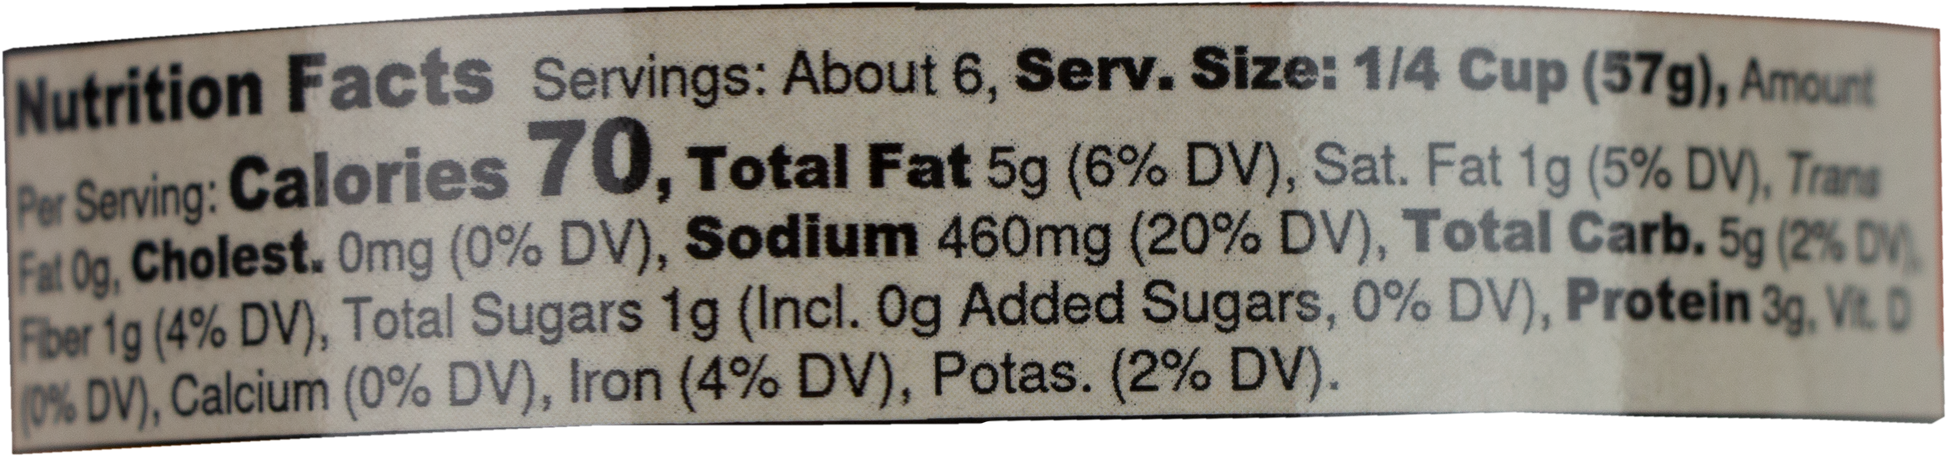 Nutrition Facts Servings: About 6, Serv. Size: 1/4 Cup (57g), Amount
Per Serving: Calories 70, Total Fat 5g (6% DV), Sat. Fat 1g (5% DV), Trans
Fat 0g, Cholest. 0mg (0% DV), Sodium 460mg (20% DV), Total Carb. 5g (2% DV),
Fiber 1g (4% DV), Total Sugars 1g (Incl. 0g Added Sugars, 0% DV), Protein 3g, Vit. D
(0% DV), Calcium (0% DV), Iron (4% DV), Potas. (2% DV).